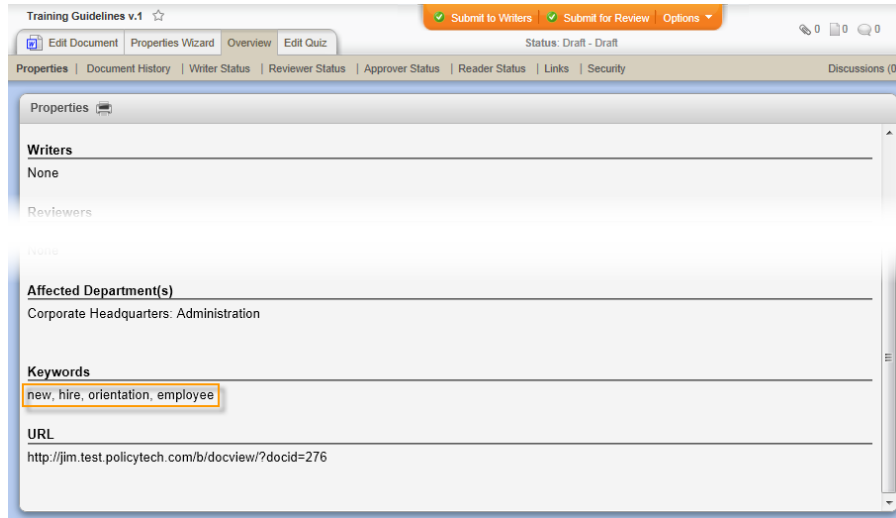 Training Guidelines v.1
Submit to Writers Submit for Review Options
0 0 0
Edit Document Properties Wizard Overview Edit Quiz Status: Draft - Draft
Properties | Document History | Writer Status | Reviewer Status | Approver Status | Reader Status | Links | Security Discussions (0
Properties
Writers
None
Reviewers
None
Affected Department(s)
Corporate Headquarters: Administration
Keywords
new, hire, orientation, employee
URL
http://jim.test.policytech.com/b/docview/?docid=276